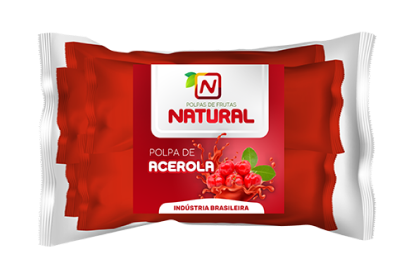 N
POLPAS DE FRUTAS
NATURAL
POLPA DE
ACEROLA
INDÚSTRIA BRASILEIRA